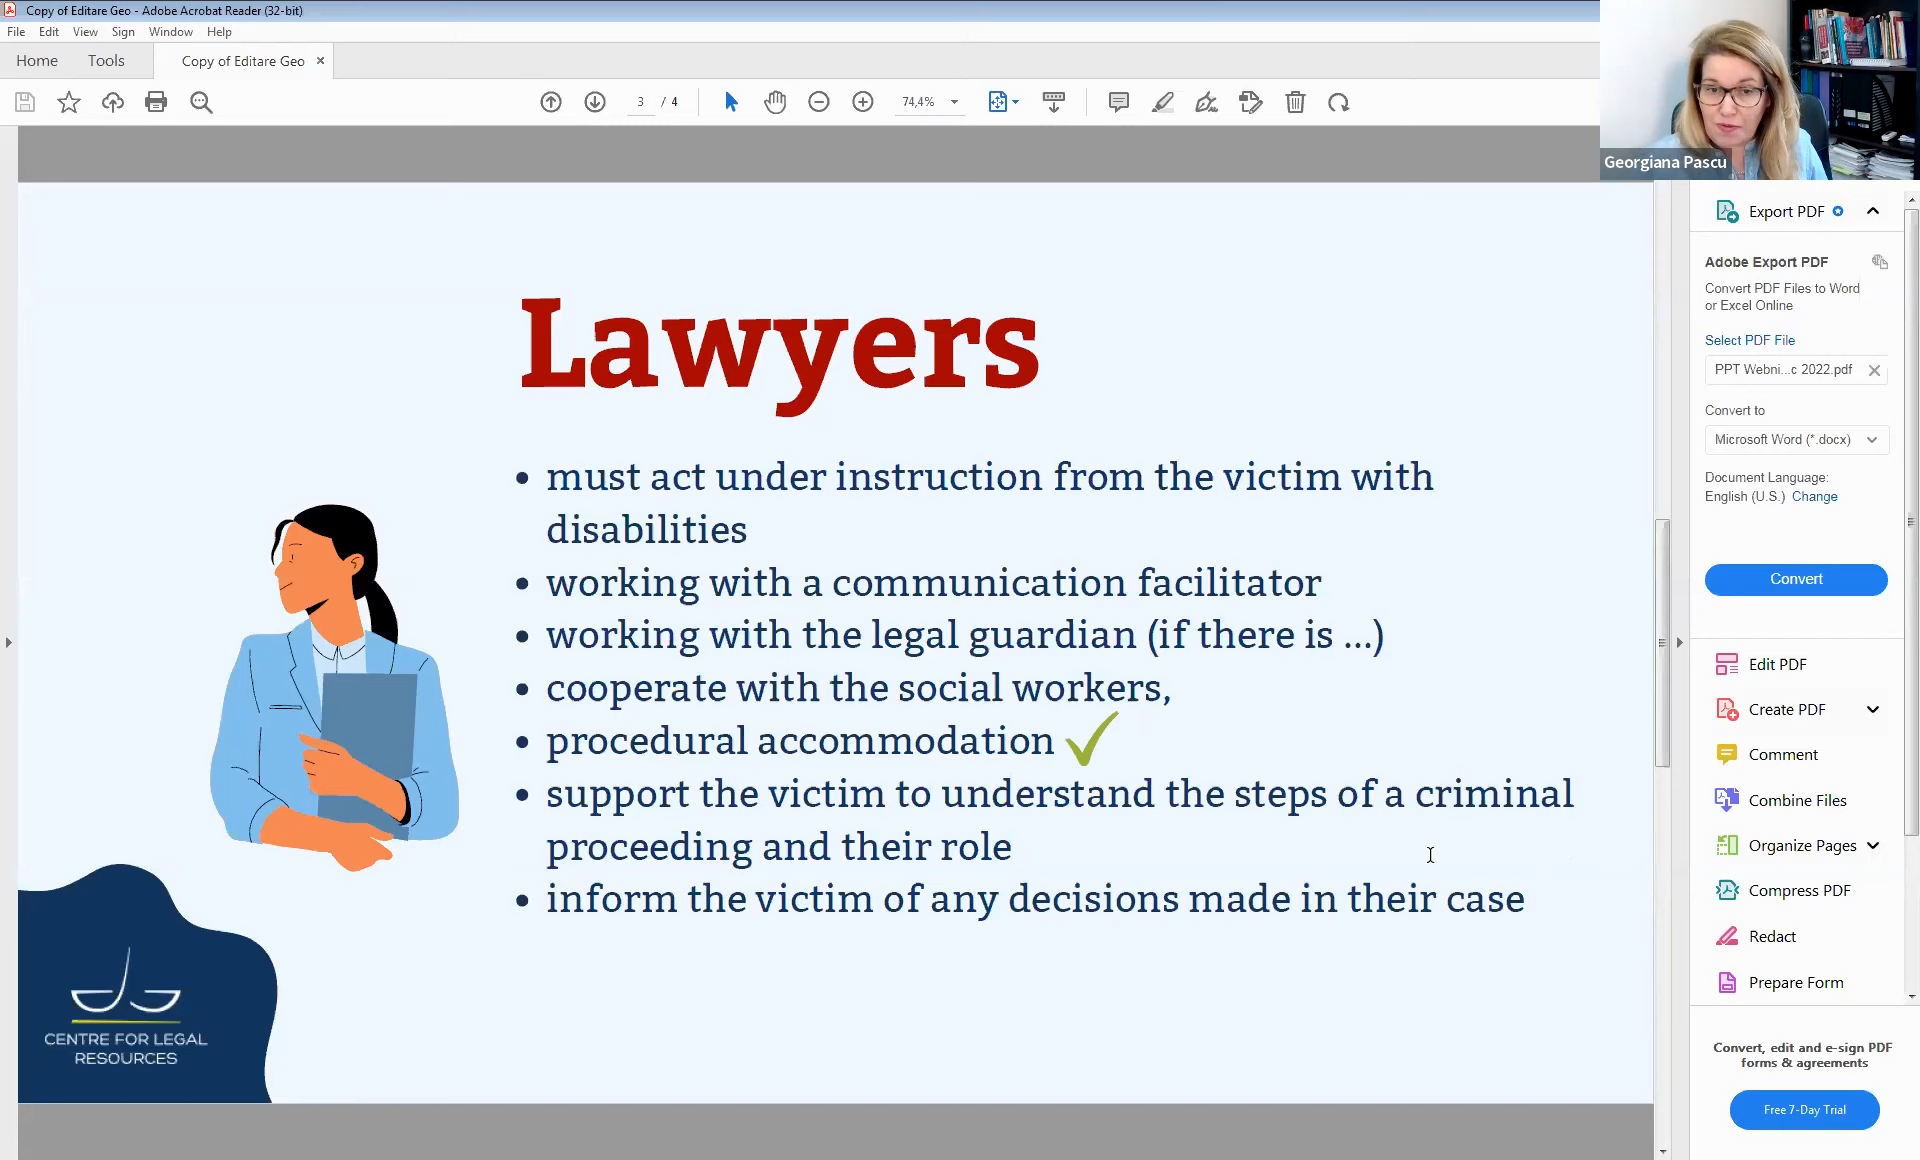 Copy of Editare Geo - Adobe Acrobat Reader (32-bit)
File Edit View Sign Window Help
Home Tools Copy of Editare Geo ×
3 / 4 74,4%
Georgiana Pascu
Lawyers
• must act under instruction from the victim with
disabilities
• working with a communication facilitator
• working with the legal guardian (if there is ...)
• cooperate with the social workers,
• procedural accommodation ✓
• support the victim to understand the steps of a criminal
proceeding and their role
• inform the victim of any decisions made in their case
CENTRE FOR LEGAL
RESOURCES
Export PDF
Adobe Export PDF
Convert PDF Files to Word
or Excel Online
Select PDF File
PPT Webni...c 2022.pdf
Convert to
Microsoft Word (*.docx)
Document Language:
English (U.S.) Change
Convert
Edit PDF
Create PDF
Comment
Combine Files
Organize Pages
Compress PDF
Redact
Prepare Form
Convert, edit and e-sign PDF
forms & agreements
Free 7-Day Trial